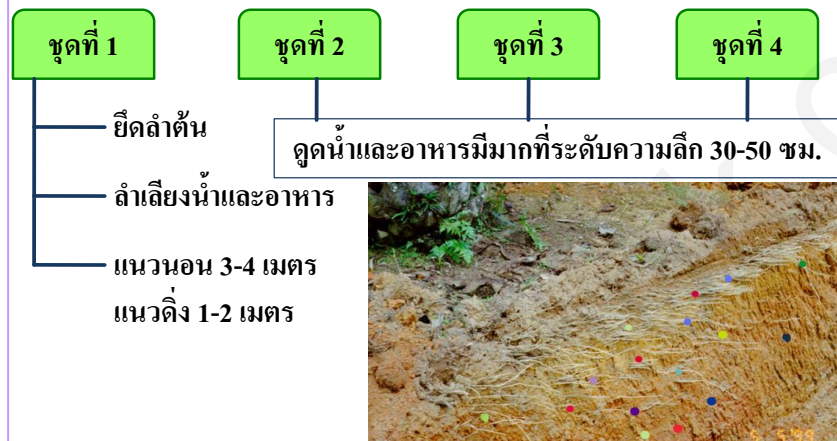 ชุดที่ 1
ชุดที่ 2
ชุดที่ 3
ชุดที่ 4
ยึดลำต้น
ลำเลียงน้ำและอาหาร
แนวนอน 3-4 เมตร
แนวดิ่ง 1-2 เมตร
ดูดน้ำและอาหารมีมากที่ระดับความลึก 30-50 ซม.